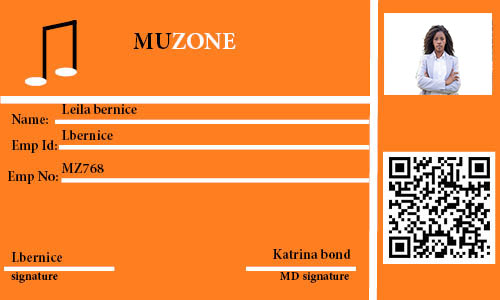 MUZONE
Name: Leila bernice
Emp Id: Lbernice
Emp No: MZ768
Lbernice
signature
Katrina bond
MD signature